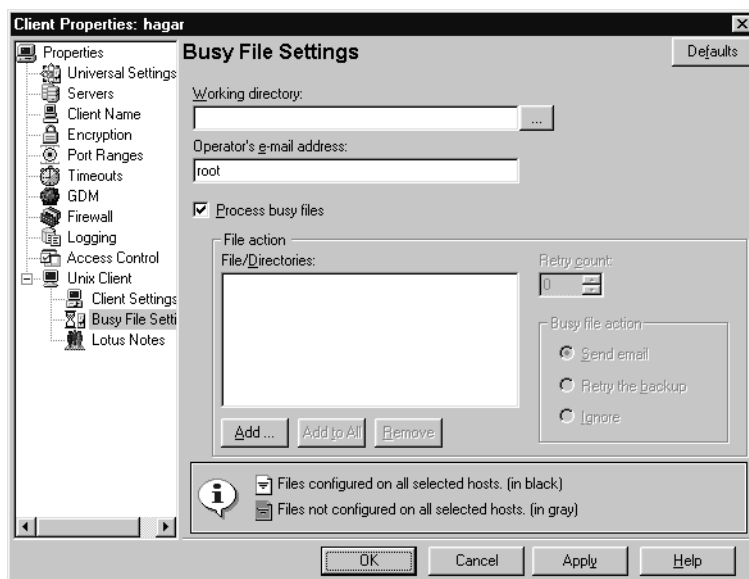 Client Properties: hagar
Properties
Universal Settings
Servers
Client Name
Encryption
Port Ranges
Timeouts
GDM
Firewall
Logging
Access Control
Unix Client
Client Settings
Busy File Setti
Lotus Notes
Busy File Settings
Defaults
Working directory:
...
Operator's e-mail address:
root
Process busy files
File action
File/Directories:
Retry count:
0
Busy file action
Send email
Retry the backup
Ignore
Add ...
Add to All
Remove
Files configured on all selected hosts. (in black)
Files not configured on all selected hosts. (in gray)
OK
Cancel
Apply
Help